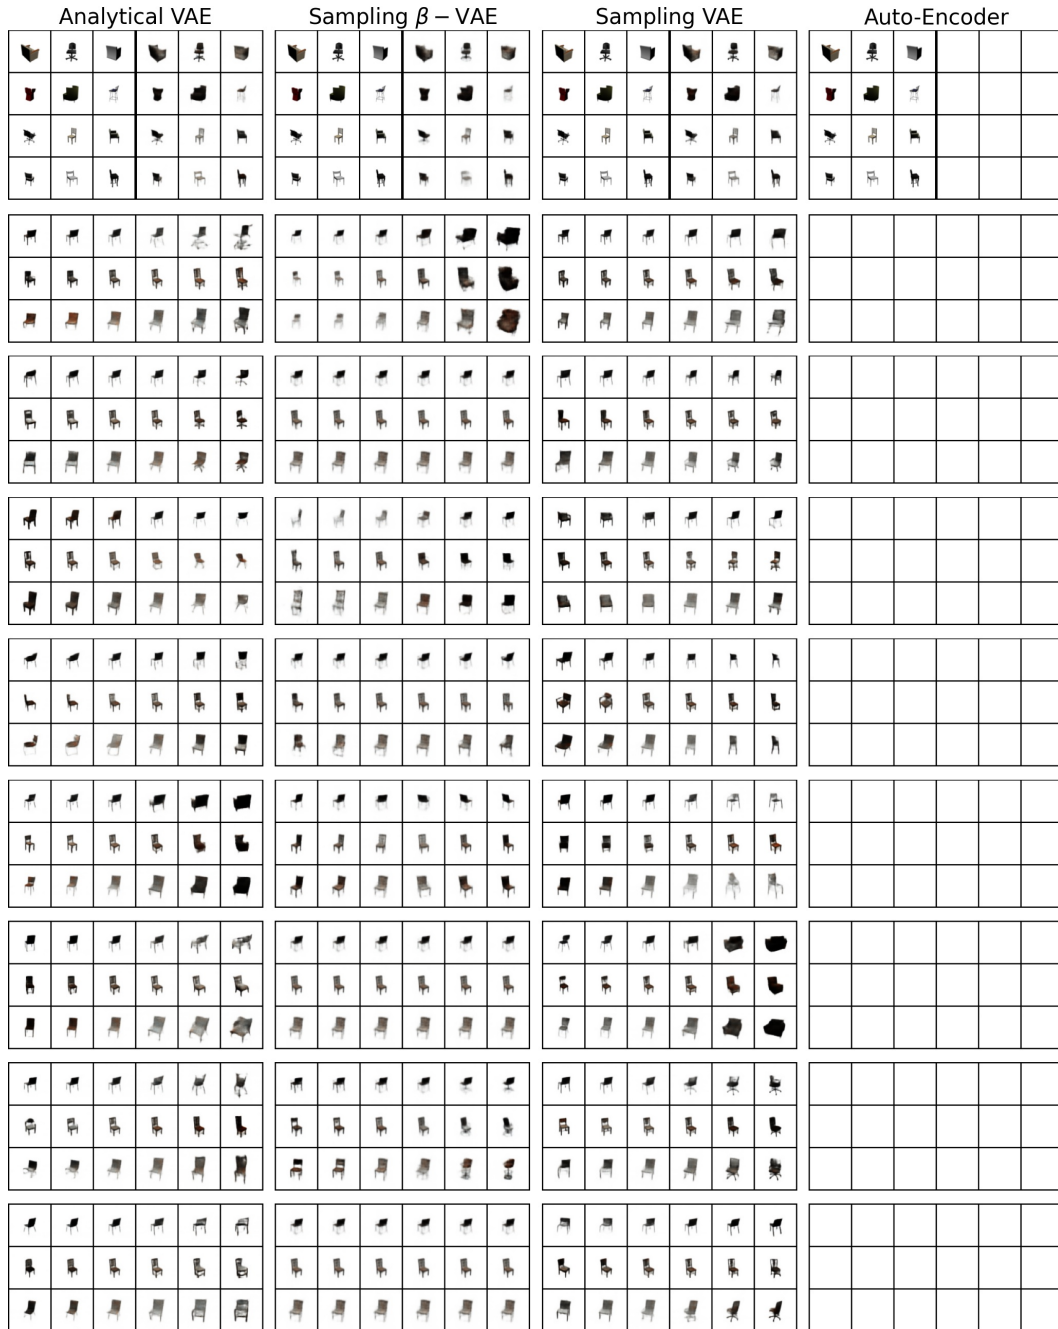 Analytical VAE
Sampling β − VAE
Sampling VAE
Auto-Encoder